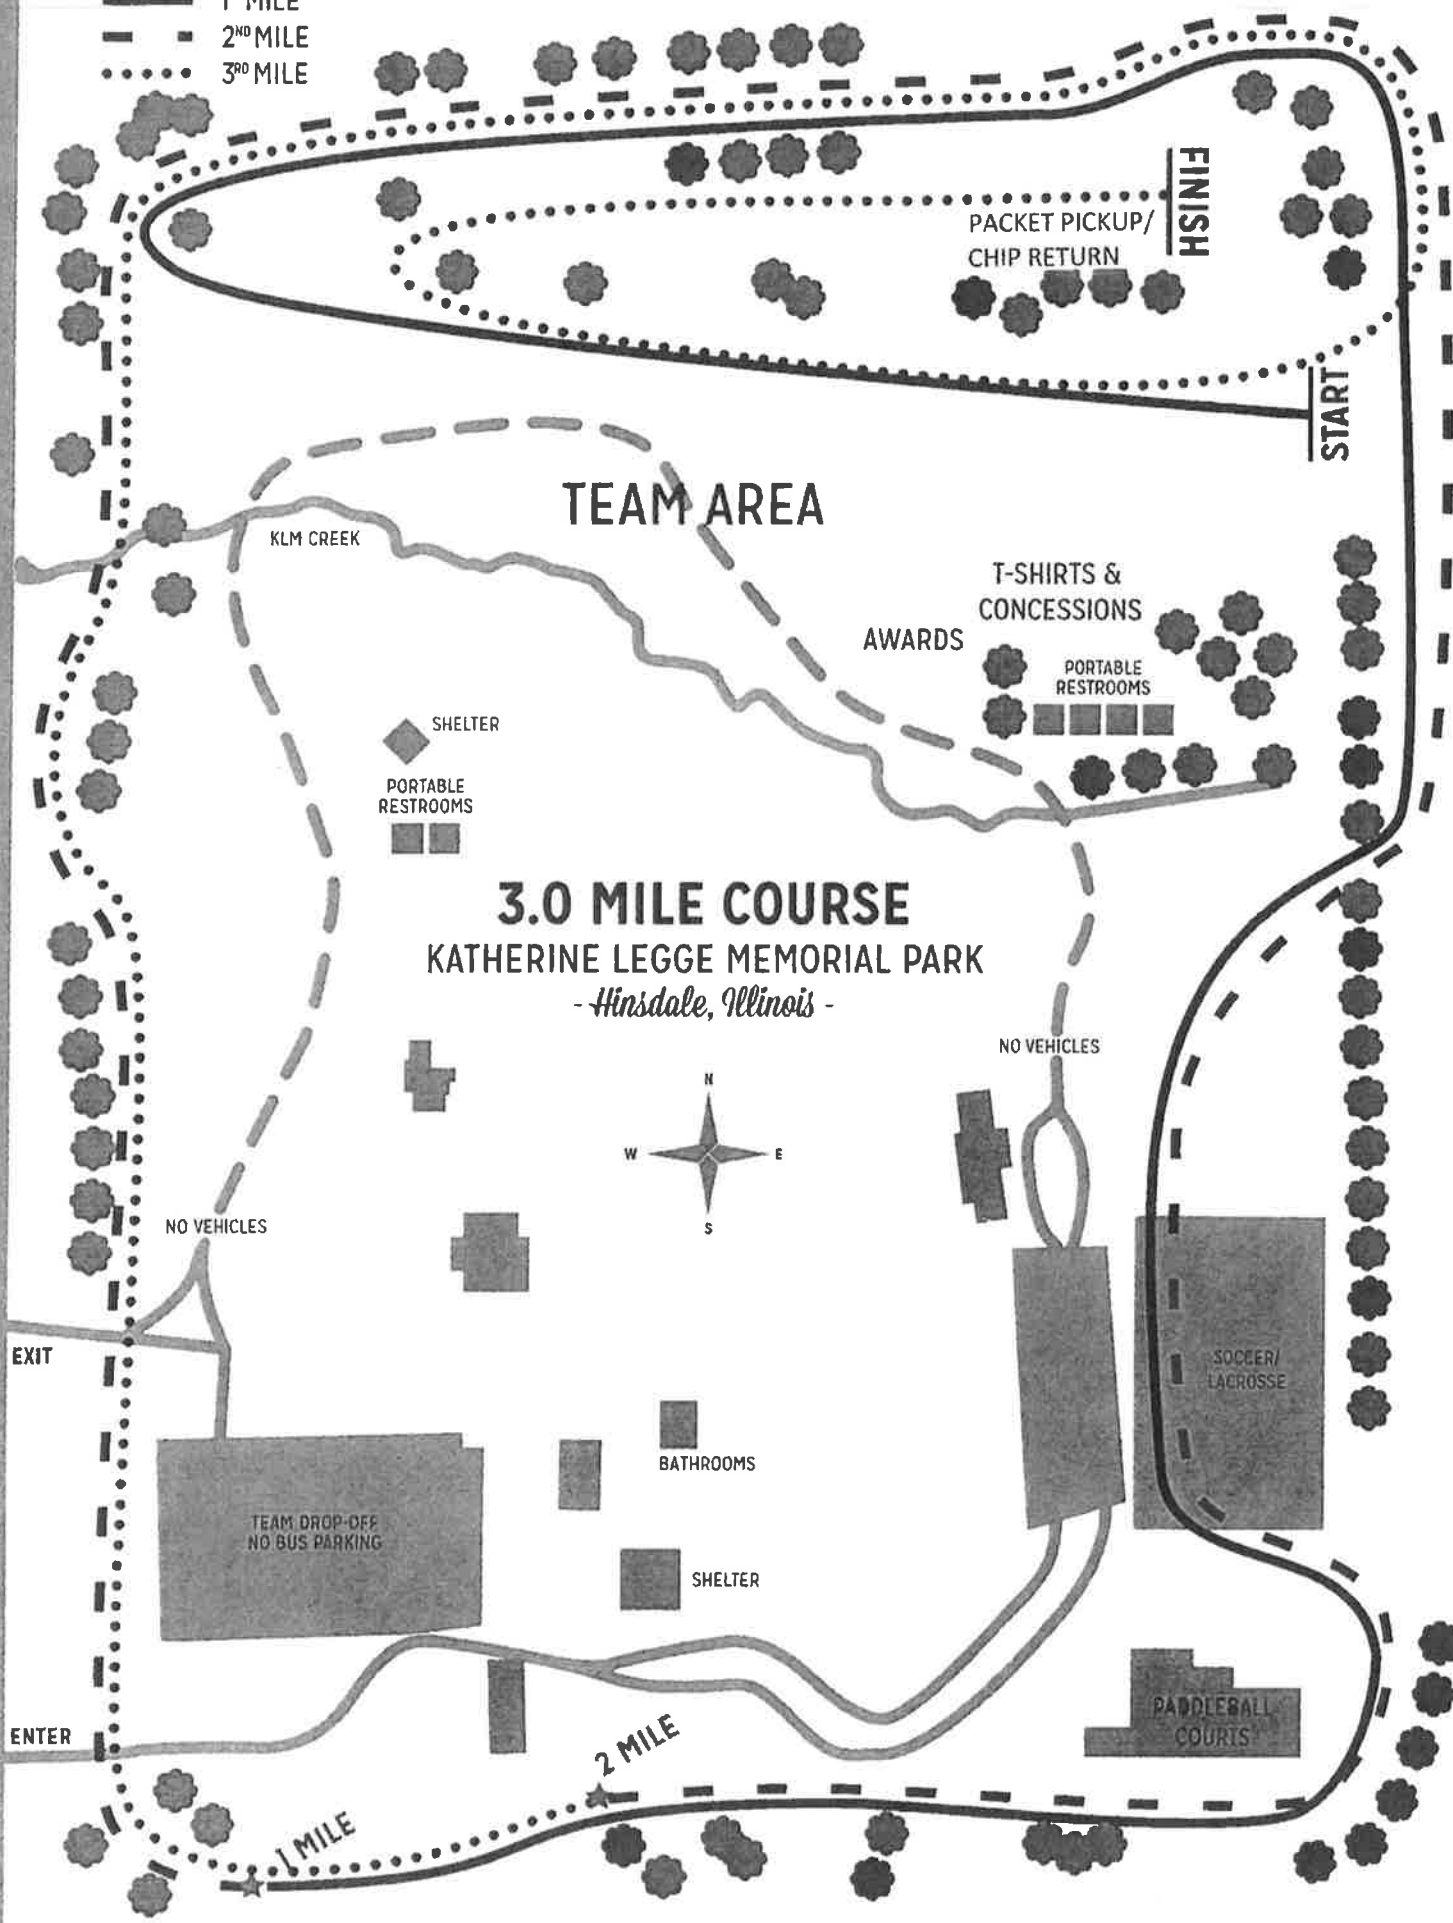 1ST MILE
2ND MILE
3RD MILE
FINISH
PACKET PICKUP/
CHIP RETURN
START
TEAM AREA
KLM CREEK
T-SHIRTS &
CONCESSIONS
AWARDS
PORTABLE
RESTROOMS
SHELTER
PORTABLE
RESTROOMS
3.0 MILE COURSE
KATHERINE LEGGE MEMORIAL PARK
- Hinsdale, Illinois -
NO VEHICLES
N
W
E
S
NO VEHICLES
EXIT
SOCCER/
LACROSSE
BATHROOMS
TEAM DROP-OFF
NO BUS PARKING
SHELTER
ENTER
PADDLEBALL
COURTS
2 MILE
1 MILE